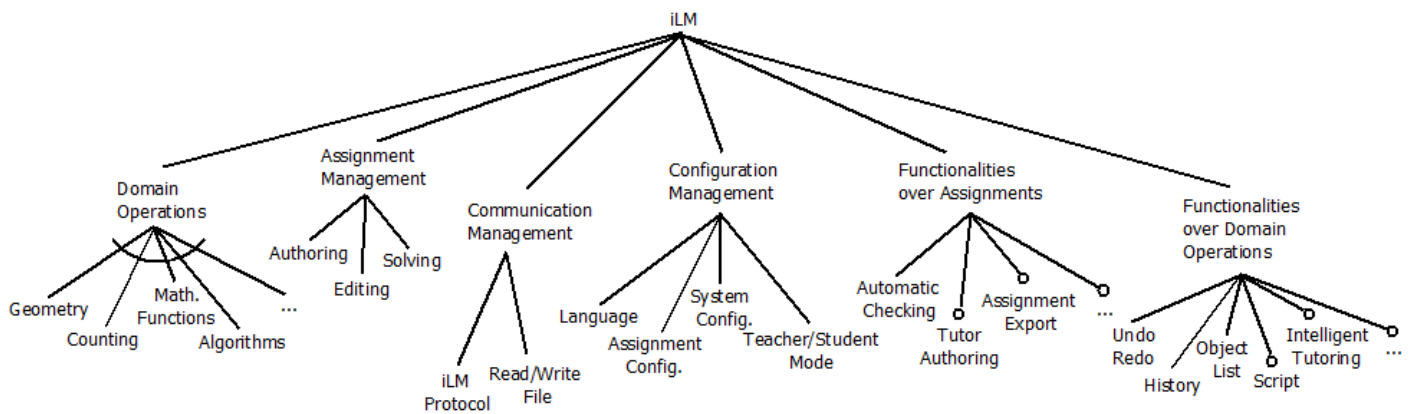 iLM
Domain
Operations
Geometry
Counting
Math.
Functions
Algorithms
...
Assignment
Management
Authoring
Editing
Solving
Communication
Management
iLM
Protocol
Read/Write
File
Configuration
Management
Language
Assignment
Config.
System
Config.
Teacher/Student
Mode
Functionalities
over Assignments
Automatic
Checking
Tutor
Authoring
Assignment
Export
...
Functionalities
over Domain
Operations
Undo
Redo
History
Object
List
Script
Intelligent
Tutoring
...